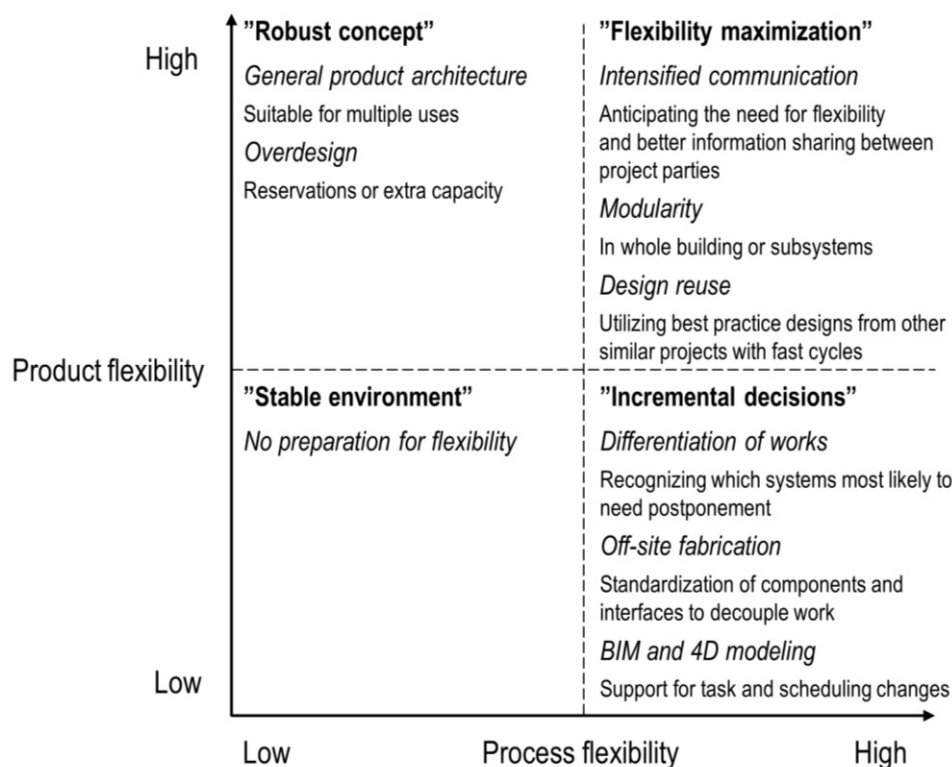 High
”Robust concept”
General product architecture
Suitable for multiple uses
Overdesign
Reservations or extra capacity
”Flexibility maximization”
Intensified communication
Anticipating the need for flexibility
and better information sharing between
project parties
Modularity
In whole building or subsystems
Design reuse
Utilizing best practice designs from other
similar projects with fast cycles
Product flexibility
”Stable environment”
No preparation for flexibility
”Incremental decisions”
Differentiation of works
Recognizing which systems most likely to
need postponement
Off-site fabrication
Standardization of components and
interfaces to decouple work
BIM and 4D modeling
Support for task and scheduling changes
Low
Low
Process flexibility
High